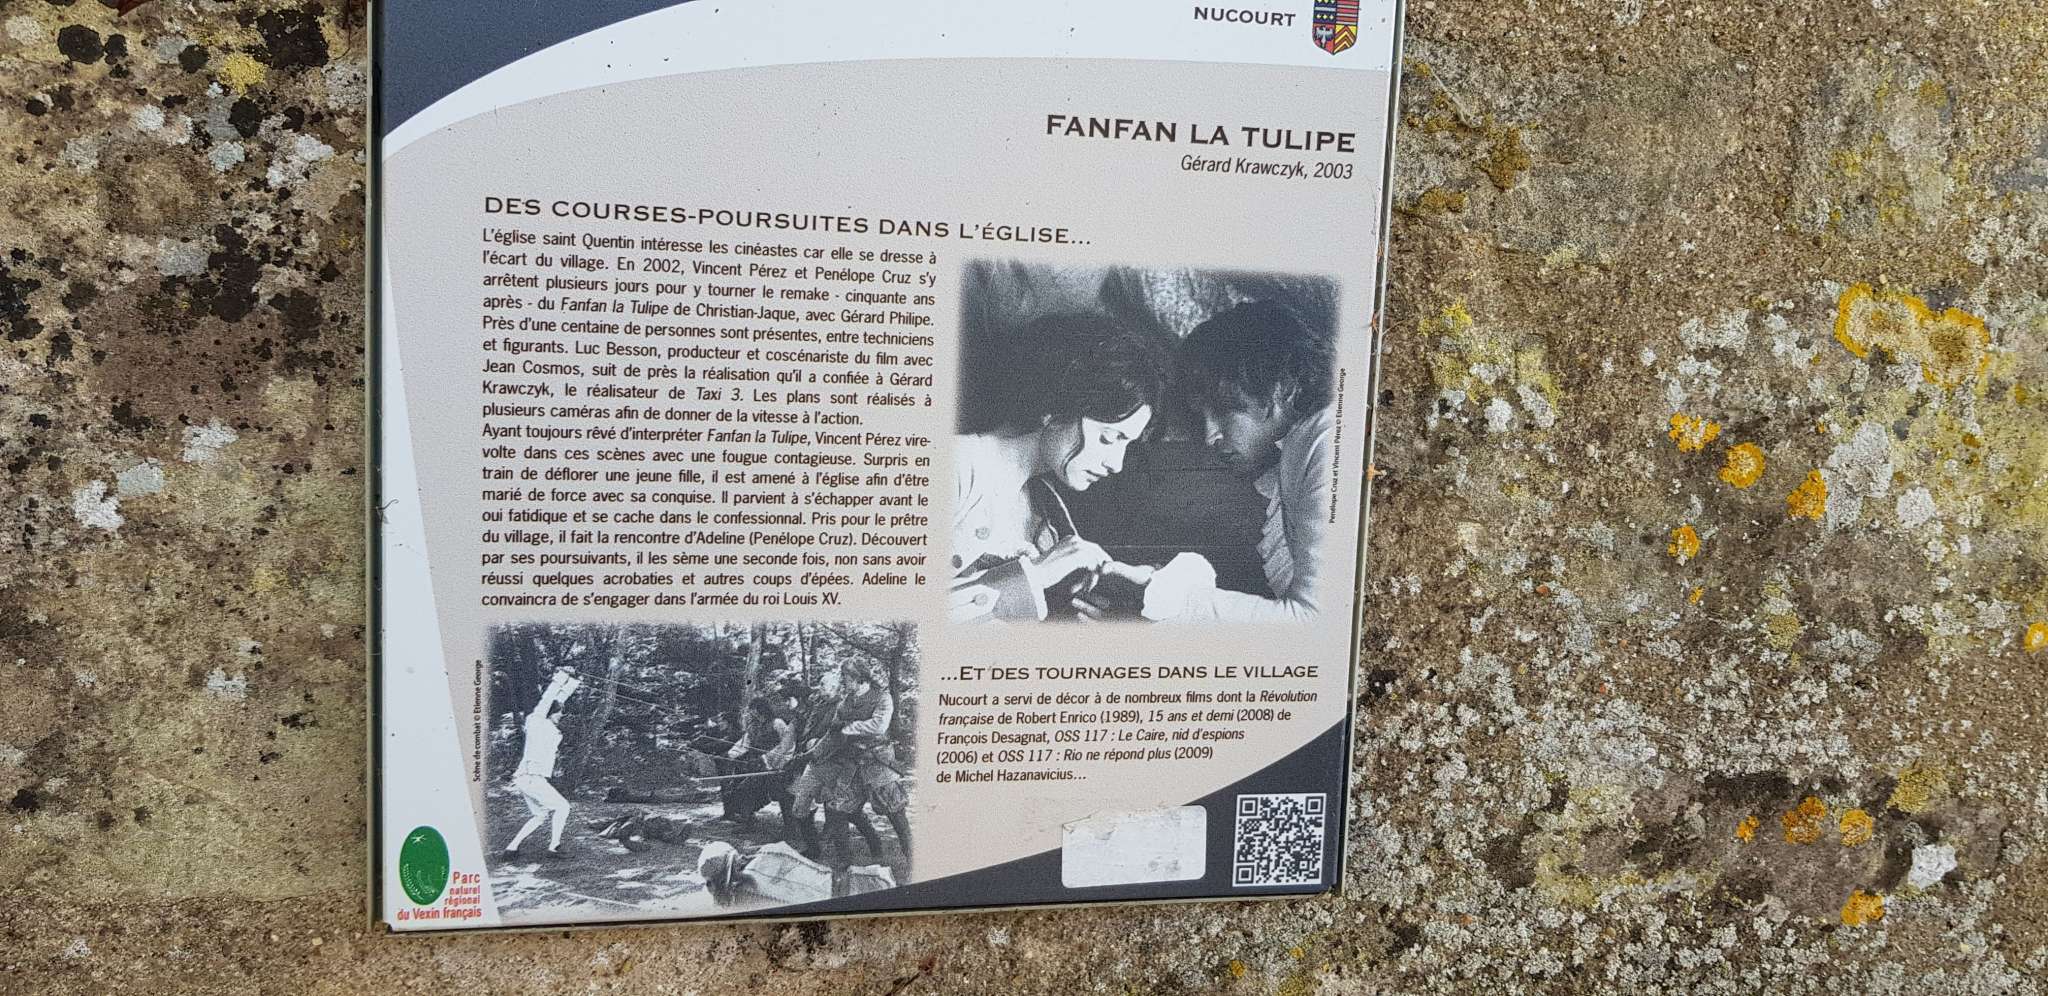 NUCOURT
FANFAN LA TULIPE
Gérard Krawczyk, 2003
DES COURSES-POURSUITES DANS L'ÉGLISE...
L'église saint Quentin intéresse les cinéastes car elle se dresse à
l'écart du village. En 2002, Vincent Pérez et Penélope Cruz s'y
arrêtent plusieurs jours pour y tourner le remake - cinquante ans
après - du Fanfan la Tulipe de Christian-Jaque, avec Gérard Philipe.
Près d'une centaine de personnes sont présentes, entre techniciens
et figurants. Luc Besson, producteur et coscénariste du film avec
Jean Cosmos, suit de près la réalisation qu'il a confiée à Gérard
Krawczyk, le réalisateur de Taxi 3. Les plans sont réalisés à
plusieurs caméras afin de donner de la vitesse à l'action.
Ayant toujours rêvé d'interpréter Fanfan la Tulipe, Vincent Pérez vire-
volte dans ces scènes avec une fougue contagieuse. Surpris en
train de déflorer une jeune fille, il est amené à l'église afin d'être
marié de force avec sa conquise. Il parvient à s'échapper avant le
oui fatidique et se cache dans le confessionnal. Pris pour le prêtre
du village, il fait la rencontre d'Adeline (Penélope Cruz). Découvert
par ses poursuivants, il les sème une seconde fois, non sans avoir
réussi quelques acrobaties et autres coups d'épées. Adeline le
convaincra de s'engager dans l'armée du roi Louis XV.
Penélope Cruz et Vincent Pérez © Etienne George
Scène de combat © Etienne George
...ET DES TOURNAGES DANS LE VILLAGE
Nucourt a servi de décor à de nombreux films dont la Révolution
française de Robert Enrico (1989), 15 ans et demi (2008) de
François Desagnat, OSS 117 : Le Caire, nid d'espions
(2006) et OSS 117 : Rio ne répond plus (2009)
de Michel Hazanavicius...
Parc
naturel
régional
du Vexin français